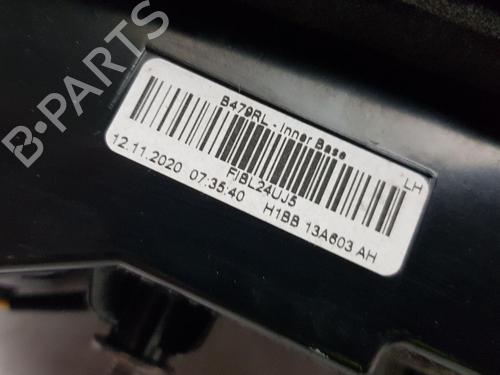 B479RL - Inner Base
LH
FIBL24UJ5
12.11.2020 07:35:40 H1BB 13A603 AH
B-PARTS